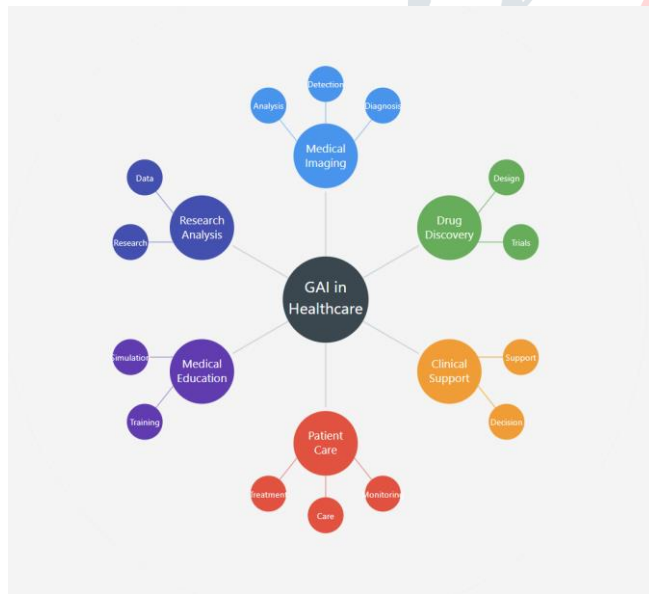 Detection
Analysis
Diagnosis
Medical
Imaging
Data
Design
Research
Analysis
Drug
Discovery
Research
Trials
GAI in
Healthcare
Simulation
Medical
Education
Clinical
Support
Support
Training
Decision
Patient
Care
Treatment
Monitoring
Care